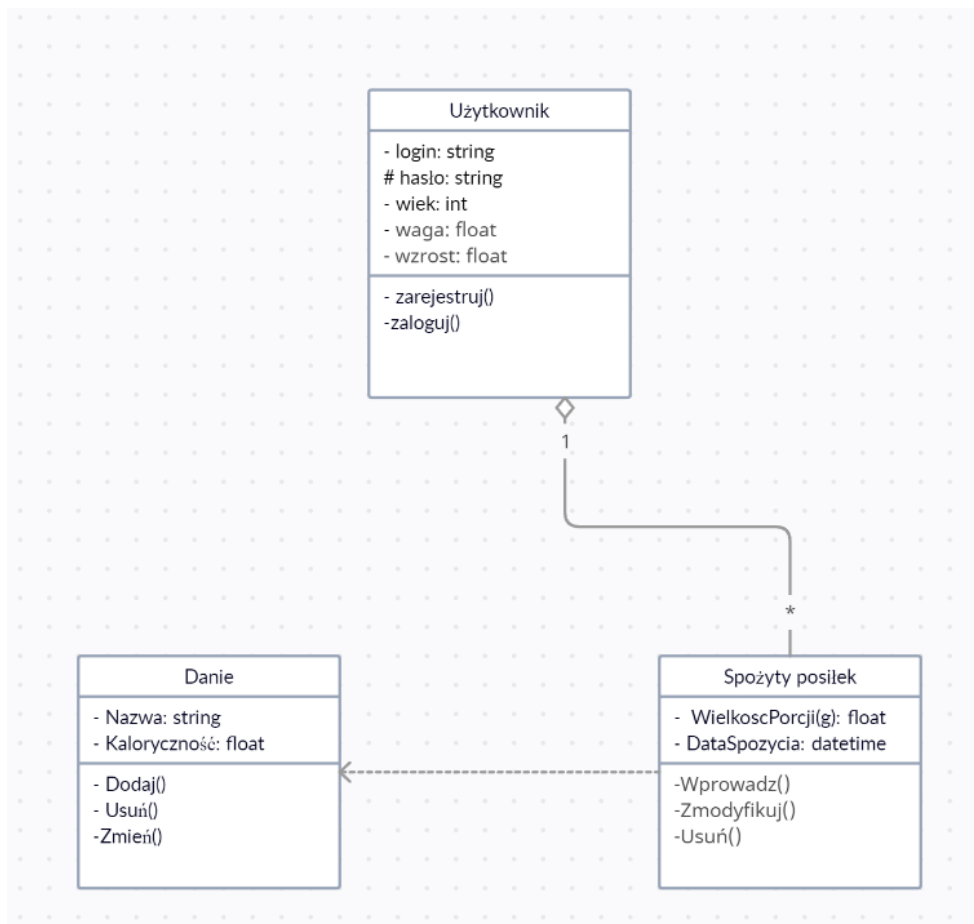 Użytkownik
- login: string
# hasło: string
- wiek: int
- waga: float
- wzrost: float
- zarejestruj()
-zaloguj()
1
*
Danie
- Nazwa: string
- Kaloryczność: float
- Dodaj()
- Usuń()
-Zmień()
Spożyty posiłek
- WielkoscPorcji(g): float
- DataSpozycia: datetime
-Wprowadz()
-Zmodyfikuj()
-Usuń()